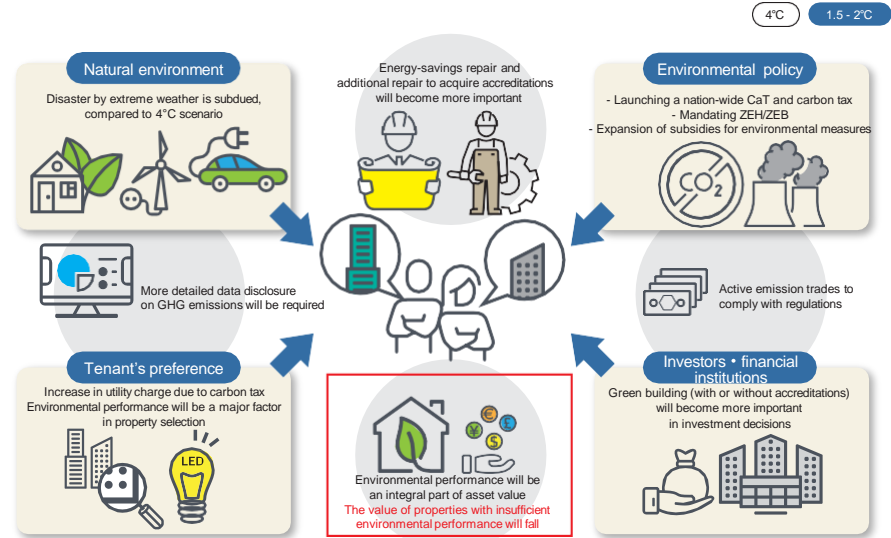 4℃
1.5 - 2℃
Natural environment
Disaster by extreme weather is subdued,
compared to 4°C scenario
Energy-savings repair and
additional repair to acquire accreditations
will become more important
Environmental policy
- Launching a nation-wide CaT and carbon tax
- Mandating ZEH/ZEB
- Expansion of subsidies for environmental measures
CO2
More detailed data disclosure
on GHG emissions will be required
Active emission trades to
comply with regulations
Tenant's preference
Increase in utility charge due to carbon tax
Environmental performance will be a major factor
in property selection
LED
€
£
¥
$
Environmental performance will be
an integral part of asset value
The value of properties with insufficient
environmental performance will fall
Investors・financial
institutions
Green building (with or without accreditations)
will become more important
in investment decisions